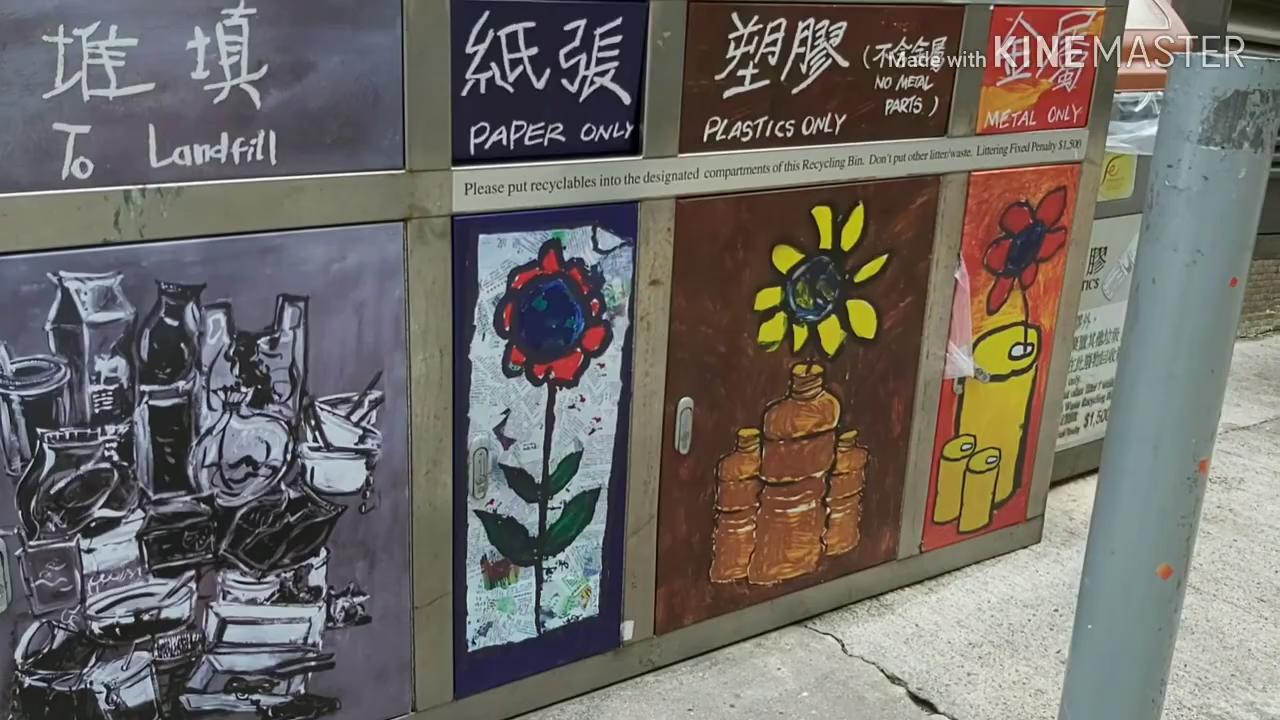 堆填
To Landfill
紙張
PAPER ONLY
塑膠
(不含金屬
NO METAL
PARTS)
PLASTICS ONLY
金屬
METAL ONLY
Made with KINEMASTER
Please put recyclables into the designated compartments of this Recycling Bin. Don't put other litter/waste. Littering Fixed Penalty $1,500
膠